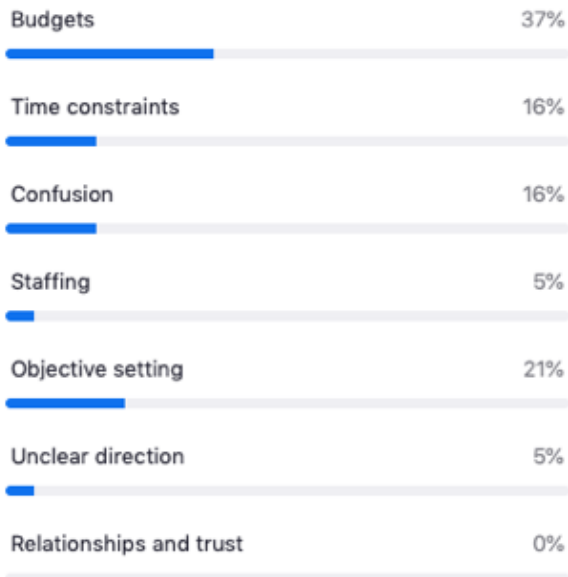 Budgets 37%
Time constraints 16%
Confusion 16%
Staffing 5%
Objective setting 21%
Unclear direction 5%
Relationships and trust 0%